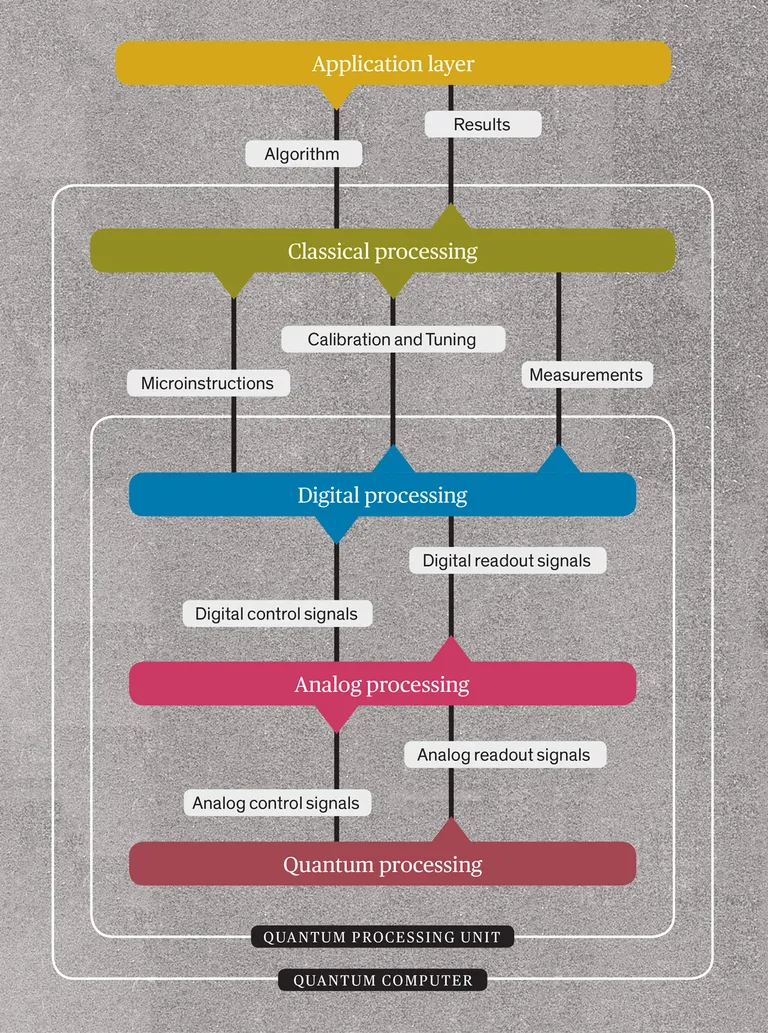 Application layer
Results
Algorithm
Classical processing
Calibration and Tuning
Microinstructions
Measurements
Digital processing
Digital readout signals
Digital control signals
Analog processing
Analog readout signals
Analog control signals
Quantum processing
QUANTUM PROCESSING UNIT
QUANTUM COMPUTER